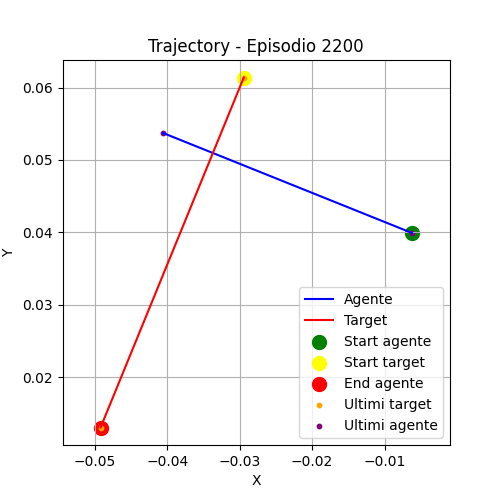 Trajectory - Episodio 2200
0.06
0.05
0.04
0.03
0.02
Y
Agente
Target
Start agente
Start target
End agente
Ultimi target
Ultimi agente
−0.05 −0.04 −0.03 −0.02 −0.01
X